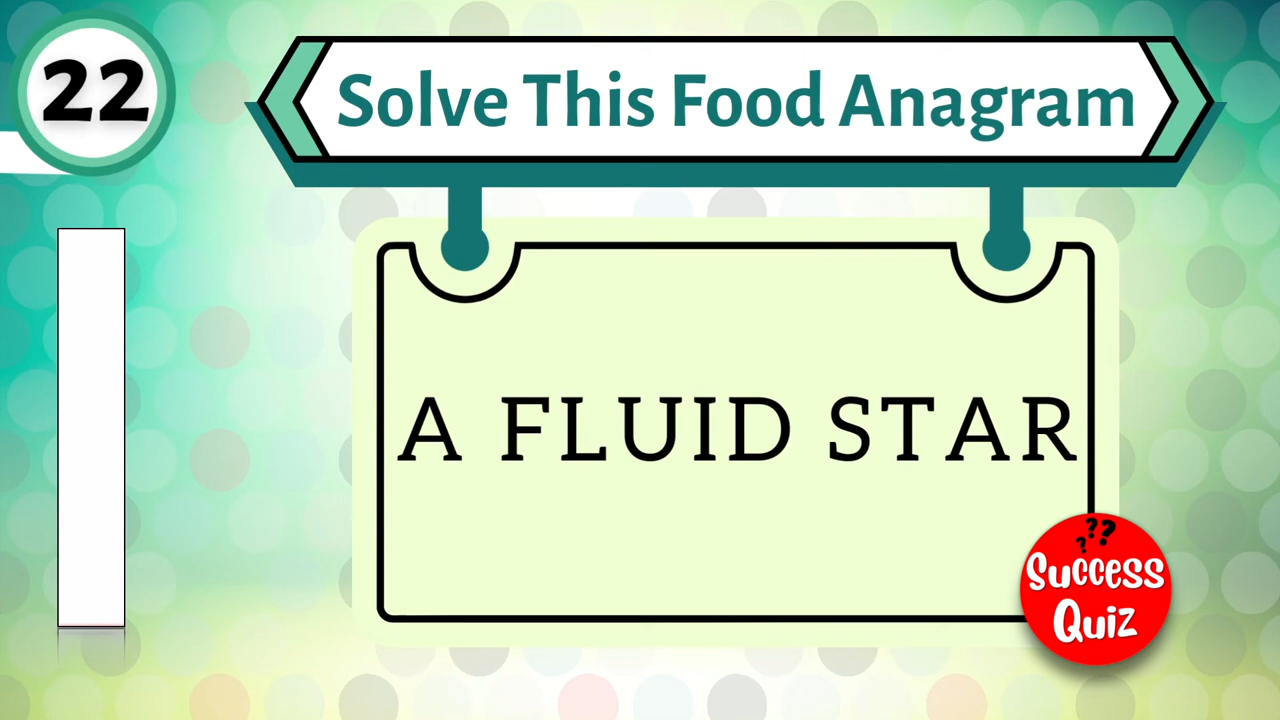 22
Solve This Food Anagram
A FLUID STAR
???
Success
Quiz